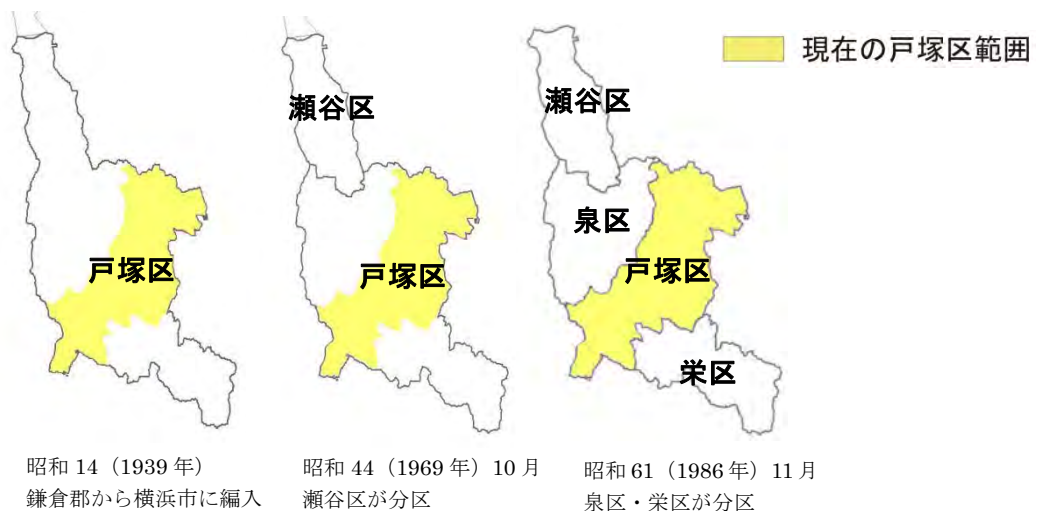 現在の戸塚区範囲
戸塚区
昭和 14（1939 年）
鎌倉郡から横浜市に編入
瀬谷区
戸塚区
昭和 44（1969 年）10 月
瀬谷区が分区
瀬谷区
泉区
戸塚区
栄区
昭和 61（1986 年）11 月
泉区・栄区が分区